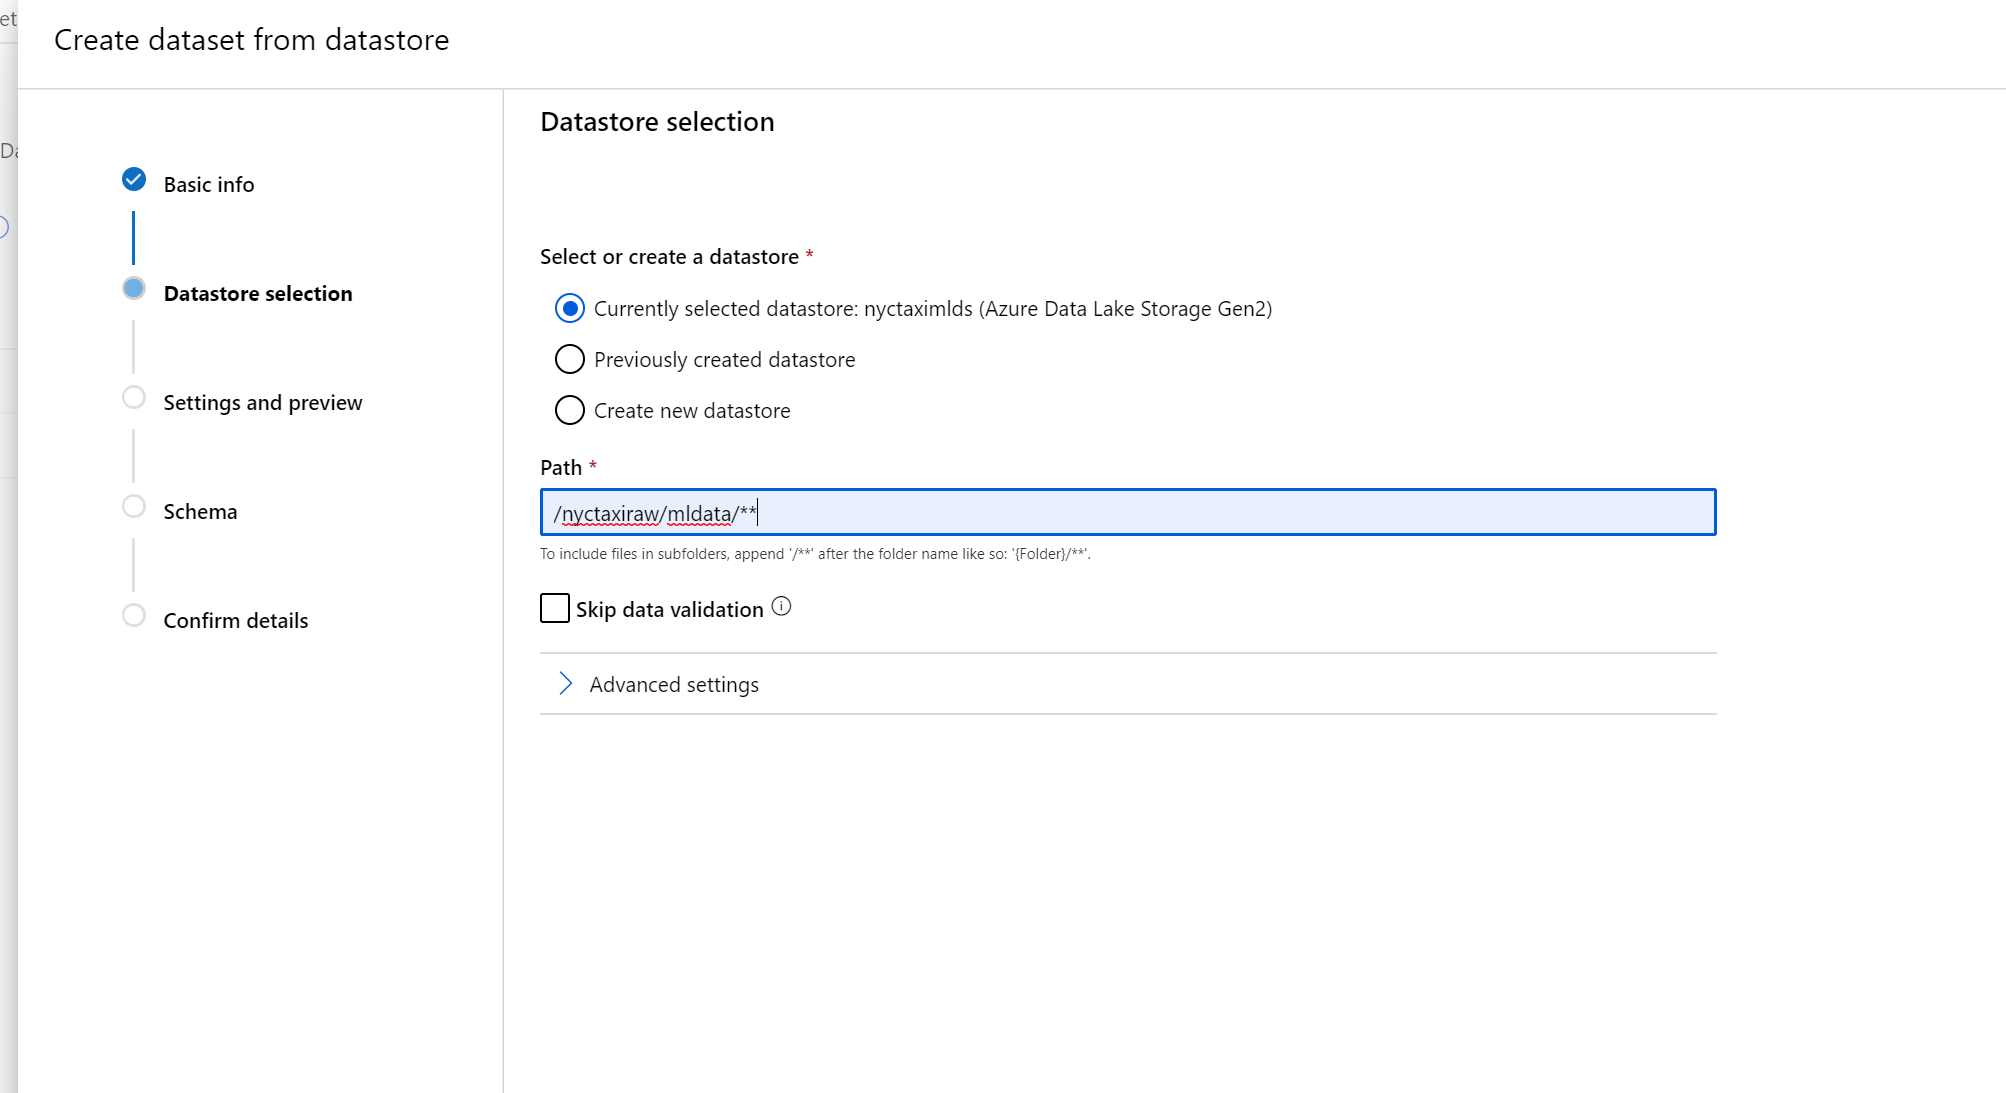 et
Create dataset from datastore
Da
Basic info
Datastore selection
Settings and preview
Schema
Confirm details
Datastore selection
Select or create a datastore *
Currently selected datastore: nyctaximlds (Azure Data Lake Storage Gen2)
Previously created datastore
Create new datastore
Path *
/nyctaxiraw/mldata/**
To include files in subfolders, append '/**' after the folder name like so: '{Folder}/**'.
Skip data validation
Advanced settings